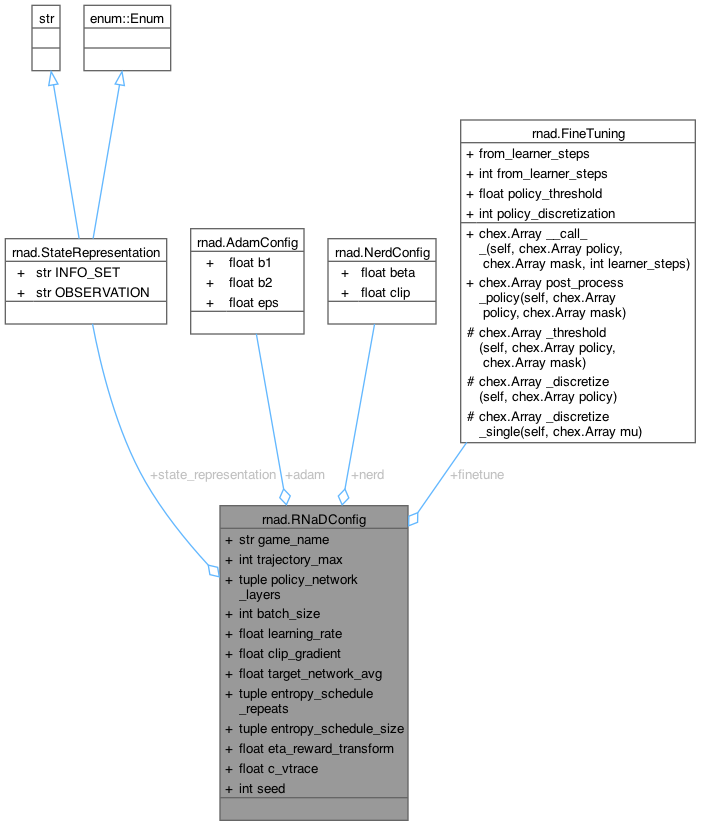 str
enum::Enum
rnad.StateRepresentation
+ str INFO_SET
+ str OBSERVATION
rnad.AdamConfig
+ float b1
+ float b2
+ float eps
rnad.NerdConfig
+ float beta
+ float clip
rnad.FineTuning
+ from_learner_steps
+ int from_learner_steps
+ float policy_threshold
+ int policy_discretization
+ chex.Array __call_
_(self, chex.Array policy,
chex.Array mask, int learner_steps)
+ chex.Array post_process
_policy(self, chex.Array
policy, chex.Array mask)
# chex.Array _threshold
(self, chex.Array policy,
chex.Array mask)
# chex.Array _discretize
(self, chex.Array policy)
# chex.Array _discretize
_single(self, chex.Array mu)
+state_representation
+adam
+nerd
+finetune
rnad.RNaDConfig
+ str game_name
+ int trajectory_max
+ tuple policy_network
_layers
+ int batch_size
+ float learning_rate
+ float clip_gradient
+ float target_network_avg
+ tuple entropy_schedule
_repeats
+ tuple entropy_schedule_size
+ float eta_reward_transform
+ float c_vtrace
+ int seed